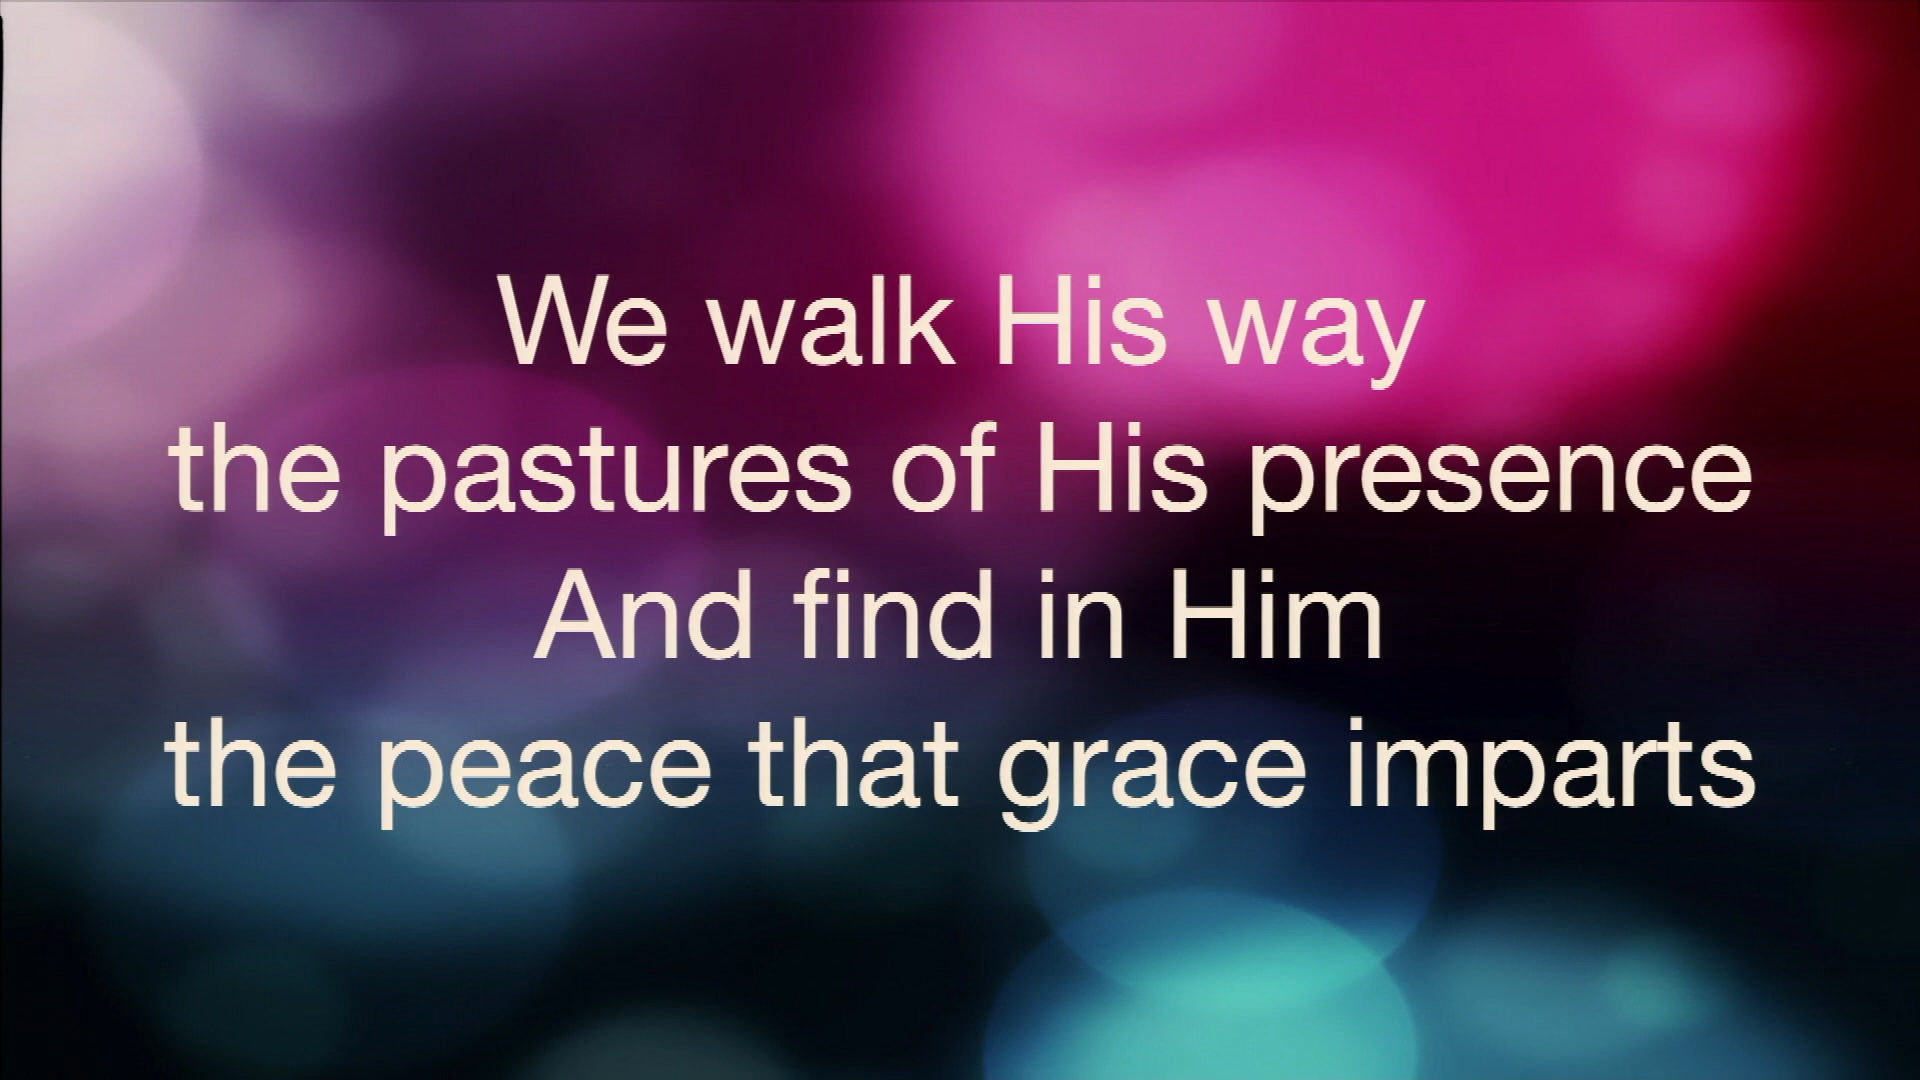 We walk His way
the pastures of His presence
And find in Him
the peace that grace imparts